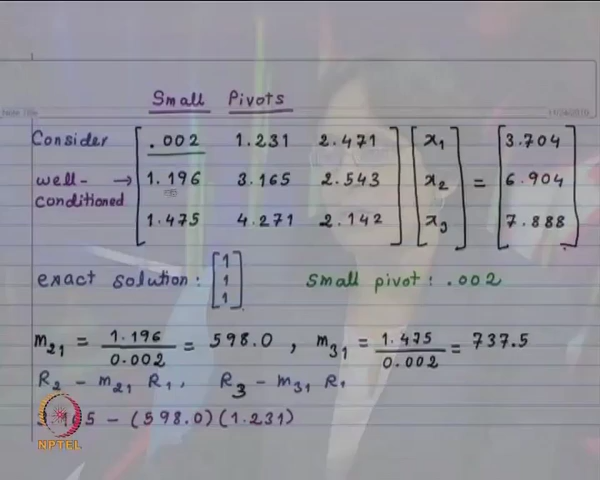 Small Pivots
Consider [ .002 1.231 2.471 ] [ x1 ] [ 3.704 ]
well- → 1.196 3.165 2.543 x2 = 6.904
conditioned 1.475 4.271 2.142 x3 7.888
exact solution: [ 1 1 1 ] small pivot: .002
m21 = 1.196 / 0.002 = 598.0 , m31 = 1.475 / 0.002 = 737.5
R2 - m21 R1, R3 - m31 R1
3.165 - (598.0)(1.231)
NPTEL